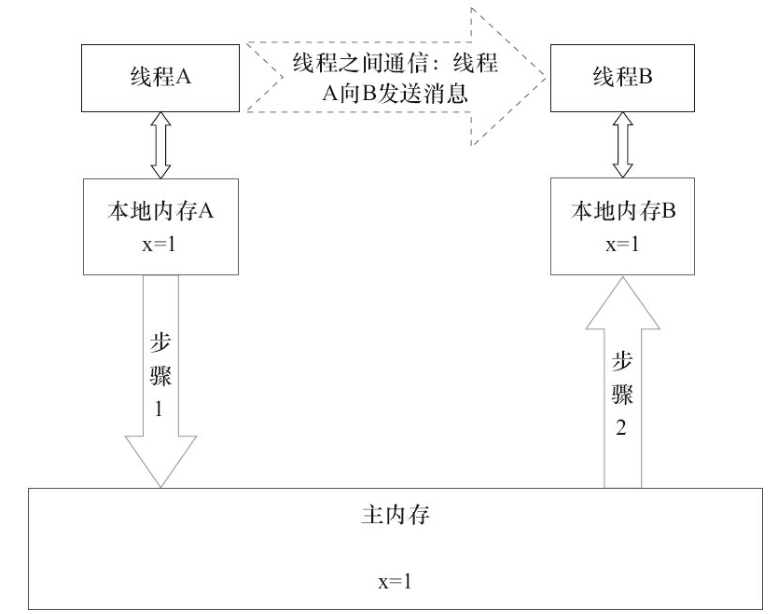 线程A
线程之间通信：线程
A向B发送消息
线程B
本地内存A
x=1
本地内存B
x=1
步
骤
1
步
骤
2
主内存
x=1